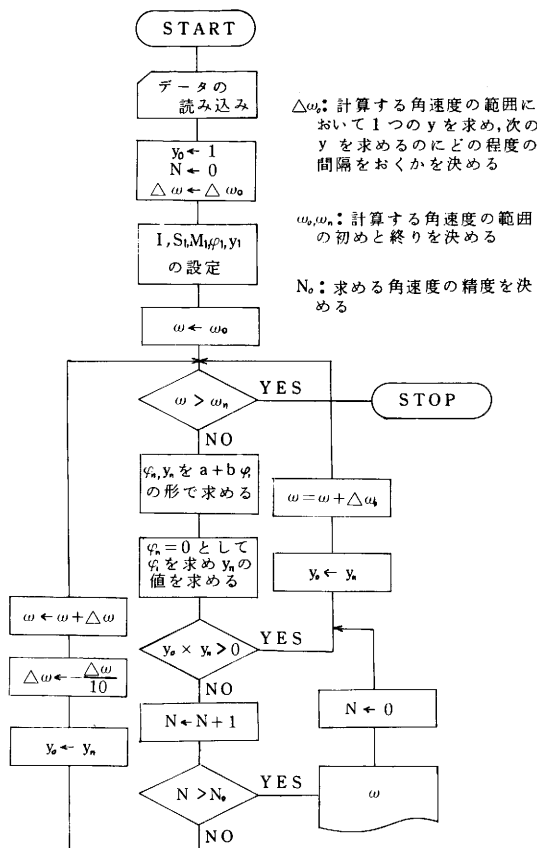 START
データの
読み込み
y₀ ← 1
N ← 0
△ω ← △ω₀
I, S₁, M₁, φ₁, y₁
の設定
ω ← ω₀
ω > ωₙ
YES
STOP
NO
φₙ, yₙ を a + b φ₁
の形で求める
φₙ = 0 として
φ₁ を求め yₙ の
値を求める
y₀ × yₙ > 0
YES
NO
N ← N + 1
N > N₀
YES
NO
ω
N ← 0
y₀ ← yₙ
ω = ω + △ω₀
ω ← ω + △ω
△ω ← △ω
10
y₀ ← yₙ
△ω₀: 計算する角速度の範囲に
おいて1つの y を求め, 次の
y を求めるのにどの程度の
間隔をおくかを決める
ω₀, ωₙ: 計算する角速度の範囲
の初めと終りを決める
N₀: 求める角速度の精度を決
める